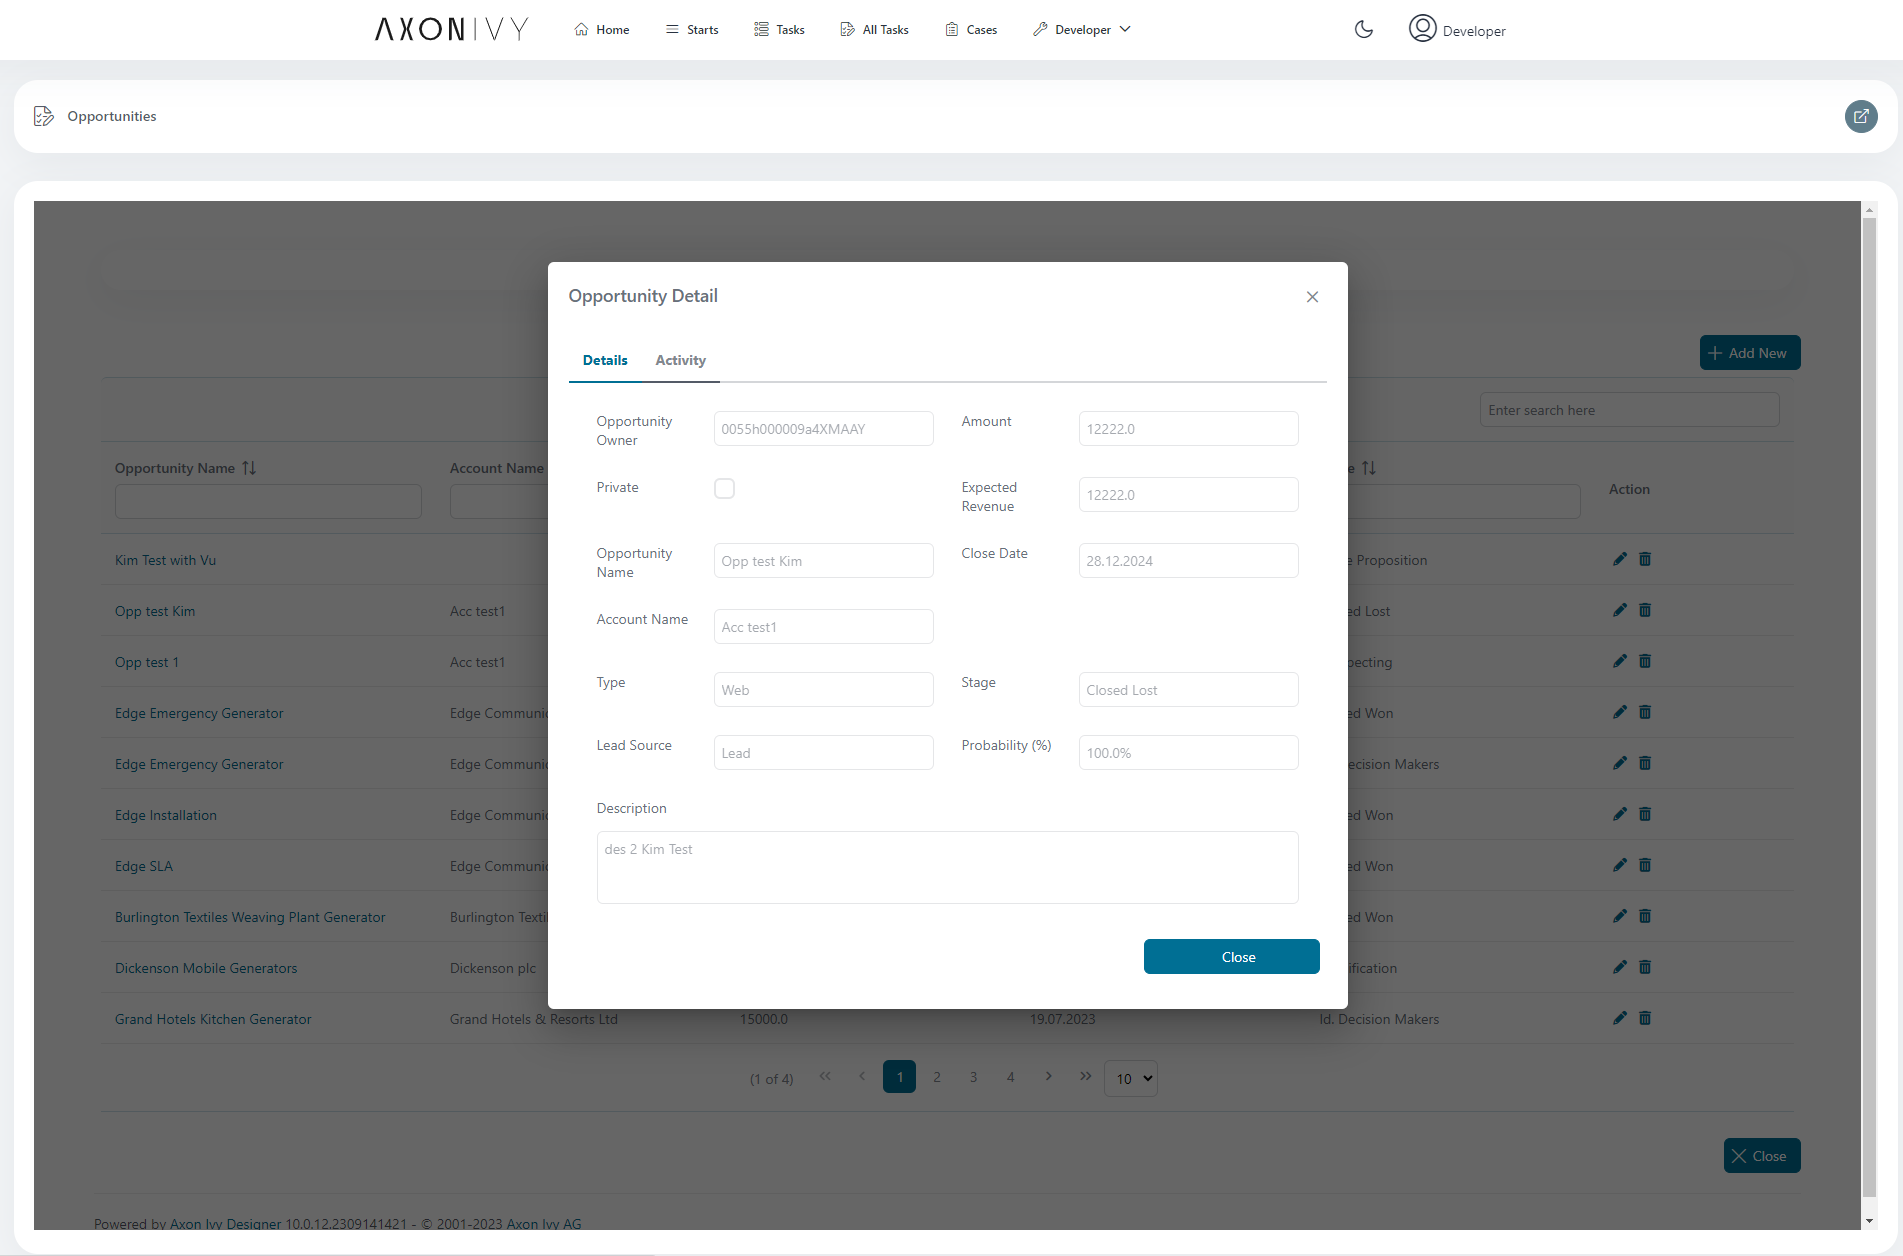 AXONIVY Home Starts Tasks All Tasks Cases Developer Developer
Opportunities
Opportunity Detail
Add New
Details Activity
Enter search here
Opportunity Owner 0055h000009a4XMAAY Amount 12222.0
Opportunity Name Account Name e Action
Private Expected Revenue 12222.0
Opportunity Name Opp test Kim Close Date 28.12.2024
Account Name Acc test1
Type Web Stage Closed Lost
Lead Source Lead Probability (%) 100.0%
Description
des 2 Kim Test
Close
Kim Test with Vu e Proposition
Opp test Kim Acc test1 ed Lost
Opp test 1 Acc test1 pecting
Edge Emergency Generator Edge Communic ed Won
Edge Emergency Generator Edge Communic ecision Makers
Edge Installation Edge Communic ed Won
Edge SLA Edge Communic ed Won
Burlington Textiles Weaving Plant Generator Burlington Textil ed Won
Dickenson Mobile Generators Dickenson plc ification
Grand Hotels Kitchen Generator Grand Hotels & Resorts Ltd 15000.0 19.07.2023 Id. Decision Makers
(1 of 4) 1 2 3 4 10
Close
Powered by Axon Ivy Designer 10.0.12.2309141421 - © 2001-2023 Axon Ivy AG